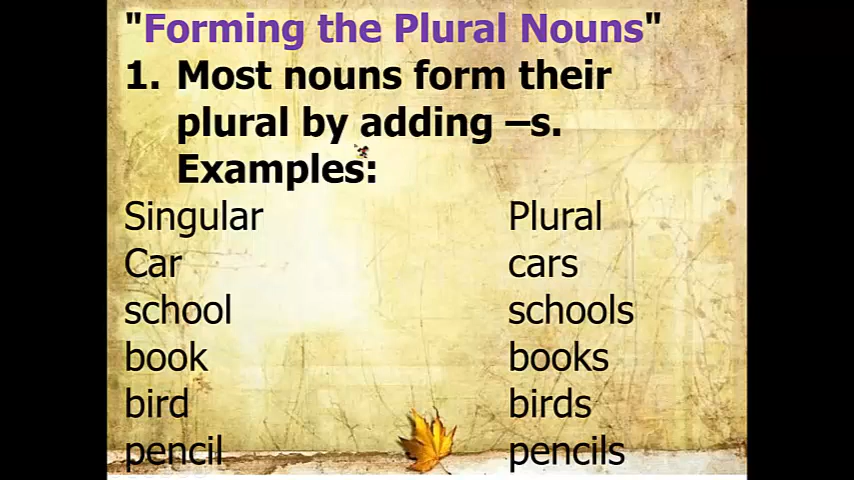 "Forming the Plural Nouns"
1. Most nouns form their
plural by adding –s.
Examples:
Singular Plural
Car cars
school schools
book books
bird birds
pencil pencils